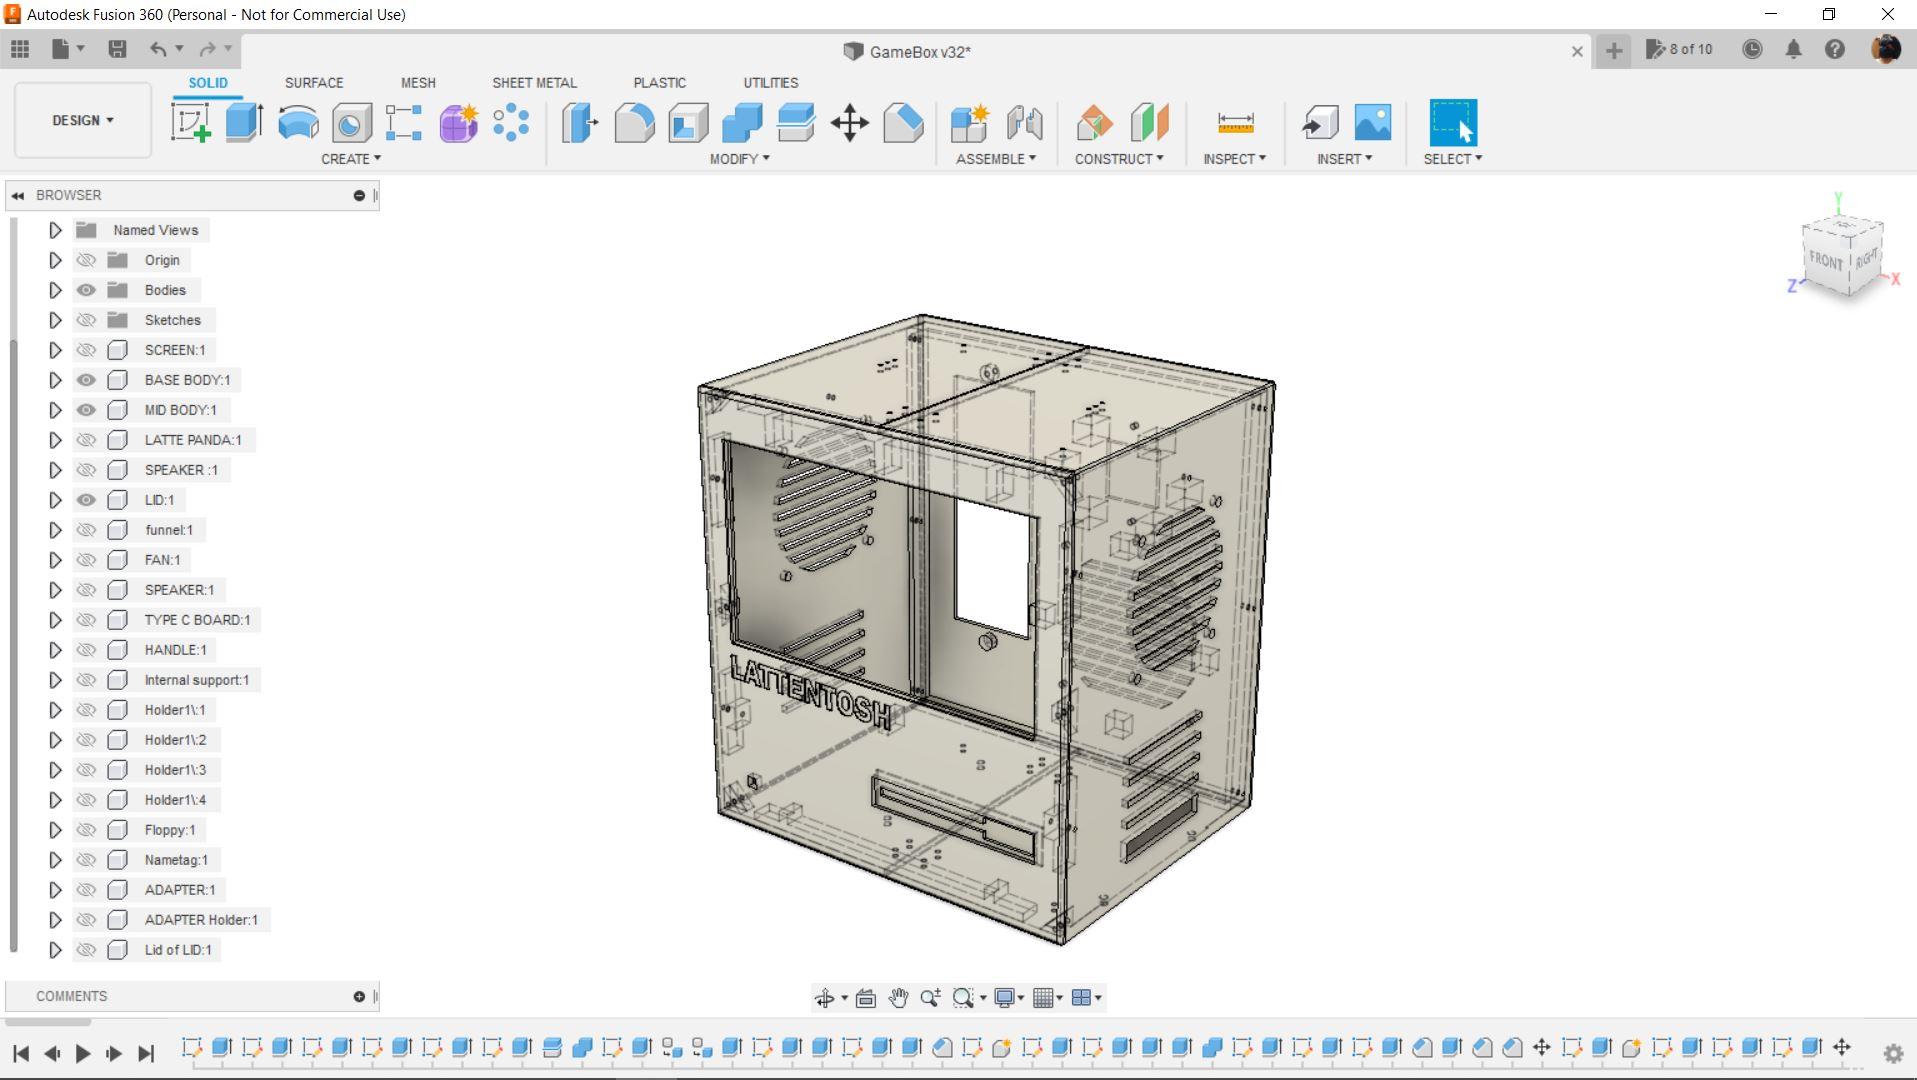 Autodesk Fusion 360 (Personal - Not for Commercial Use)
GameBox v32*
8 of 10
SOLID
SURFACE
MESH
SHEET METAL
PLASTIC
UTILITIES
DESIGN
CREATE
MODIFY
ASSEMBLE
CONSTRUCT
INSPECT
INSERT
SELECT
BROWSER
Named Views
Origin
Bodies
Sketches
SCREEN:1
BASE BODY:1
MID BODY:1
LATTE PANDA:1
SPEAKER :1
LID:1
funnel:1
FAN:1
SPEAKER:1
TYPE C BOARD:1
HANDLE:1
Internal support:1
Holder1\:1
Holder1\:2
Holder1\:3
Holder1\:4
Floppy:1
Nametag:1
ADAPTER:1
ADAPTER Holder:1
Lid of LID:1
COMMENTS
LATTENTOSH
Y
FRONT
RIGHT
Z
X